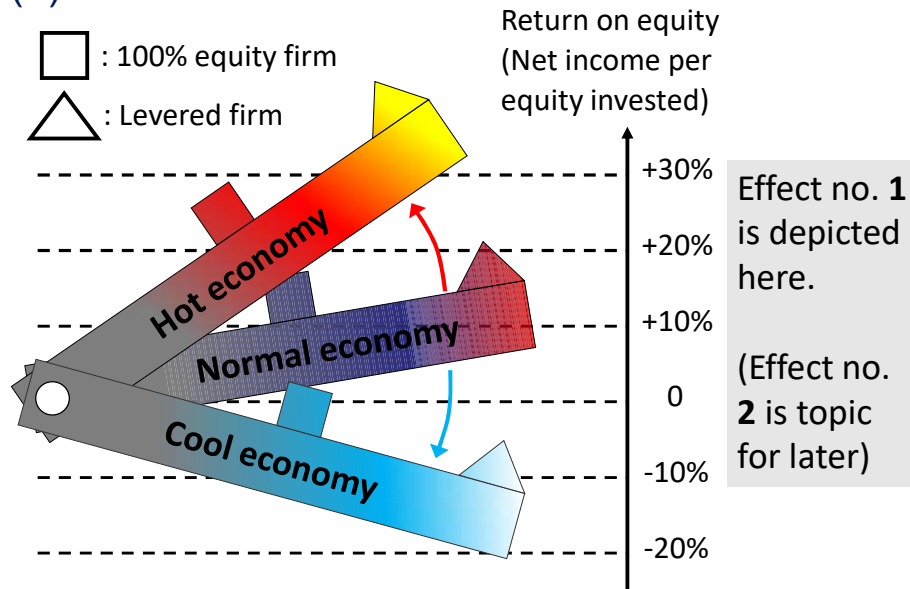 : 100% equity firm
: Levered firm
Return on equity
(Net income per
equity invested)
Hot economy
Normal economy
Cool economy
+30%
+20%
+10%
0
-10%
-20%
Effect no. 1
is depicted
here.
(Effect no.
2 is topic
for later)